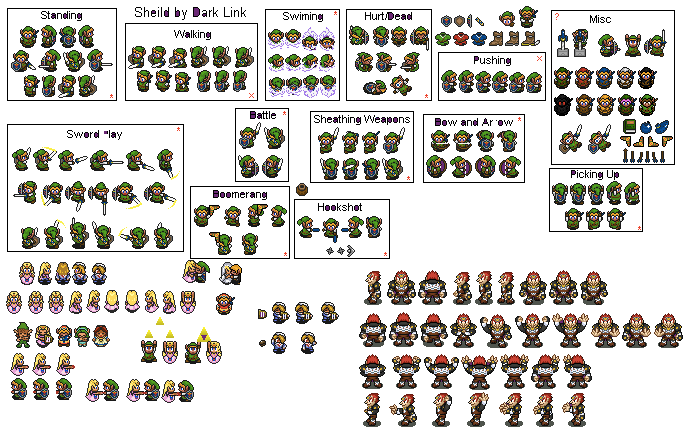 Standing
Sheild by Dark Link
Walking
Swiming
Hurt/Dead
Misc
Pushing
Battle
Sheathing Weapons
Bow and Arrow
Sword Play
Picking Up
Boomerang
Hookshot